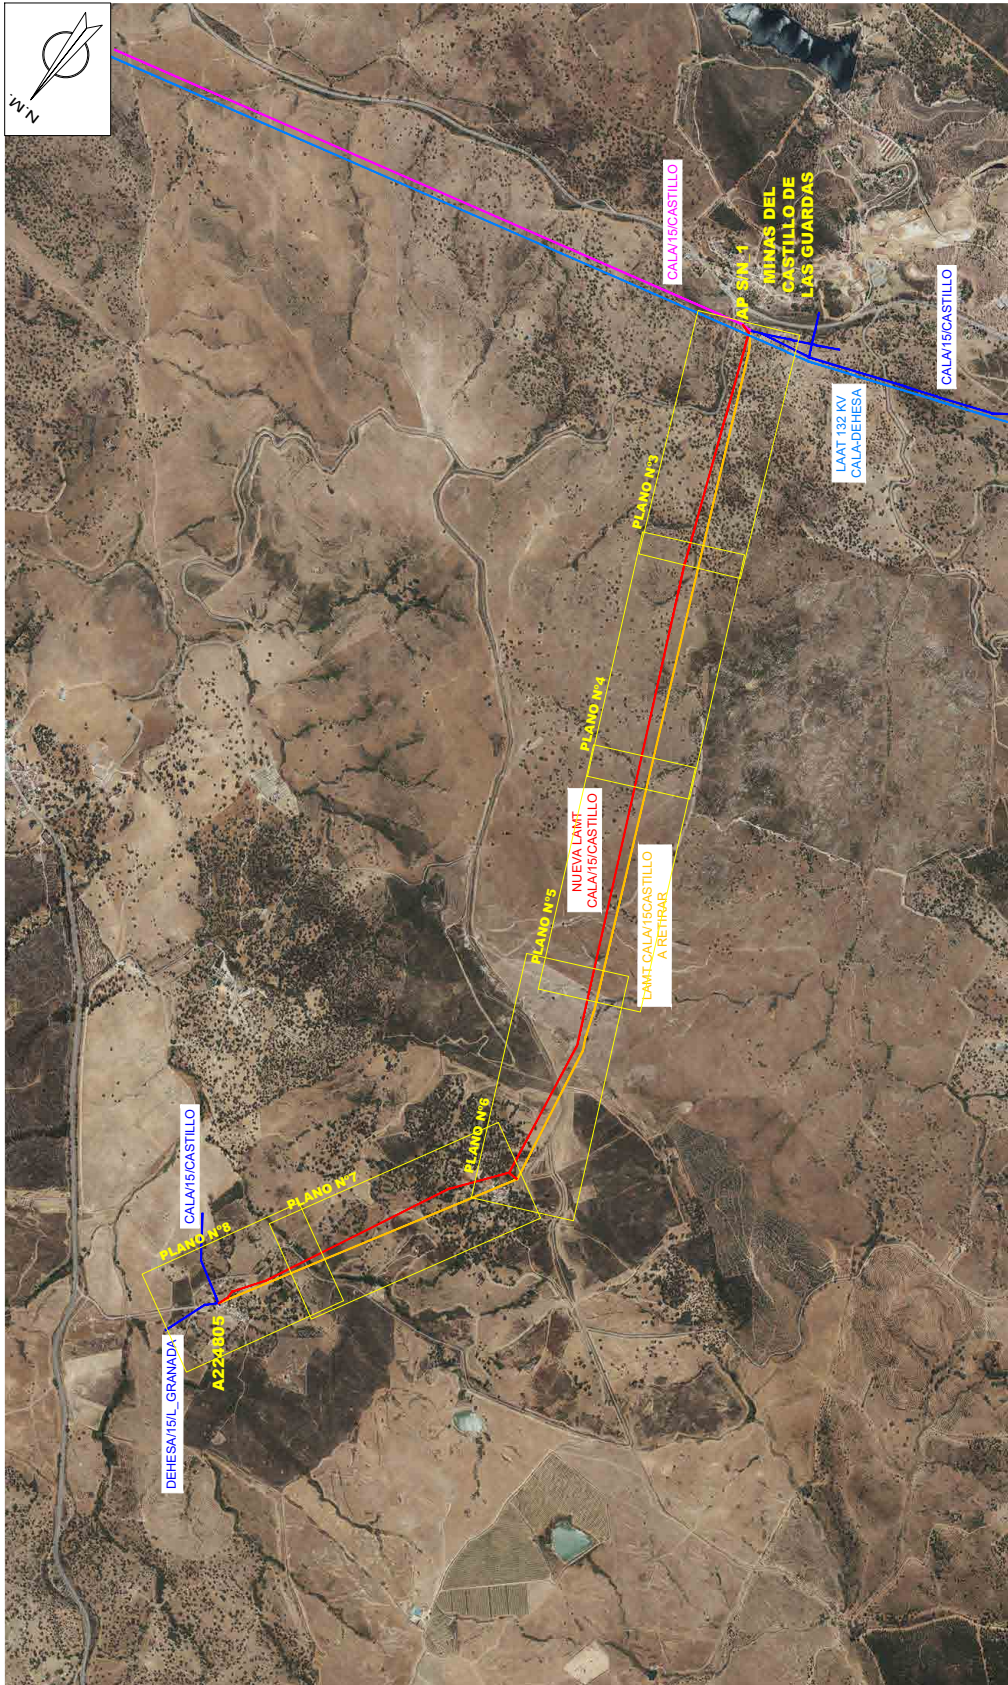 N.M.
CALA/15/CASTILLO
AP S/N 1
MINAS DEL
CASTILLO DE
LAS GUARDAS
CALA/15/CASTILLO
LAAT 132 KV
CALA-DEHESA
PLANO Nº3
PLANO Nº4
NUEVA LAMT
CALA/15/CASTILLO
LAMT CALA/15CASTILLO
A RETIRAR
PLANO Nº5
PLANO Nº6
PLANO Nº7
PLANO Nº8
CALA/15/CASTILLO
A224805
DEHESA/15/L_GRANADA